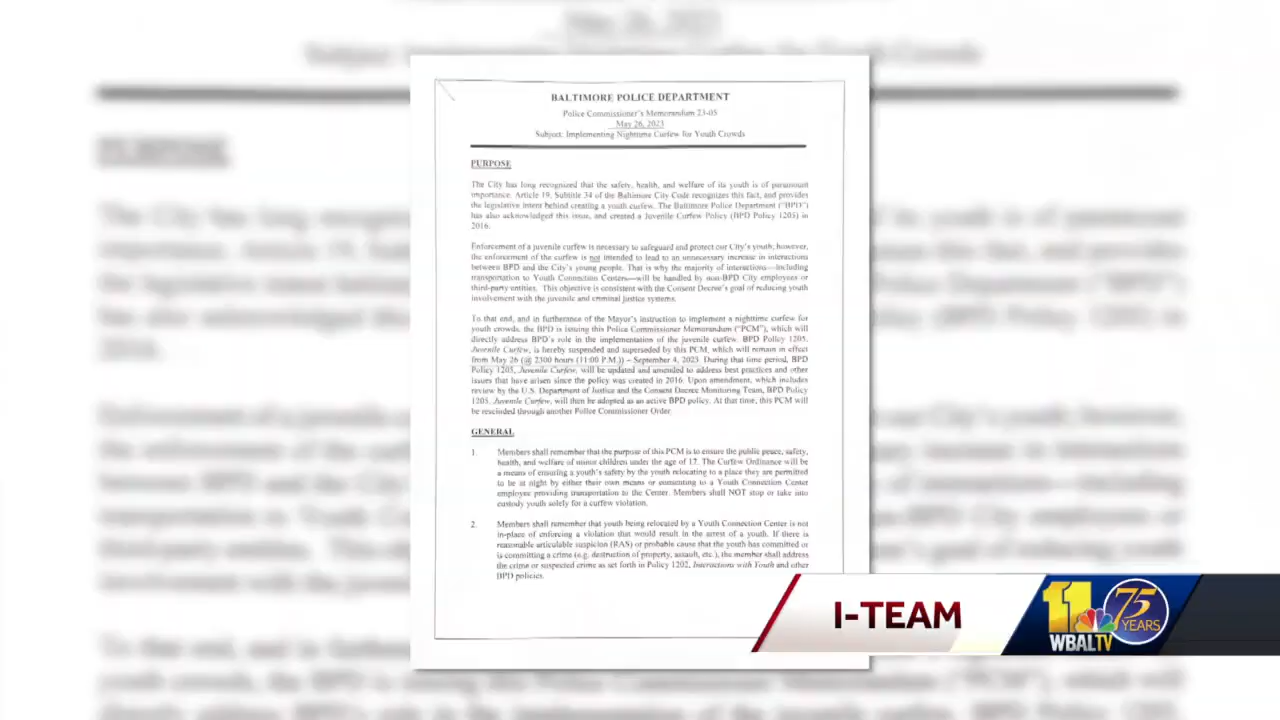 BALTIMORE POLICE DEPARTMENT
Police Commissioner's Memorandum 23-05
May 26, 2023
Subject: Implementing Nighttime Curfew for Youth Crowds
PURPOSE
The City has long recognized that the safety, health, and welfare of its youth is of paramount
importance. Article 19, Subtitle 34 of the Baltimore City Code recognizes this fact, and provides
the legislative intent behind creating a youth curfew. The Baltimore Police Department ("BPD")
has also acknowledged this issue, and created a Juvenile Curfew Policy (BPD Policy 1205) in
2016.
Enforcement of a juvenile curfew is necessary to safeguard and protect our City's youth; however,
the enforcement of the curfew is not intended to lead to an unnecessary increase in interactions
between BPD and the City's young people. That is why the majority of interactions—including
transportation to Youth Connection Centers—will be handled by non-BPD City employees or
third-party entities. This objective is consistent with the Consent Decree's goal of reducing youth
involvement with the juvenile and criminal justice systems.
To that end, and in furtherance of the Mayor's instruction to implement a nighttime curfew for
youth crowds, the BPD is issuing this Police Commissioner Memorandum ("PCM"), which will
directly address BPD's role in the implementation of the juvenile curfew. BPD Policy 1205,
Juvenile Curfew, is hereby suspended and superseded by this PCM, which will remain in effect
from May 26 (@ 2300 hours (11:00 P.M.)) – September 4, 2023. During that time period, BPD
Policy 1205, Juvenile Curfew, will be updated and amended to address best practices and other
issues that have arisen since the policy was created in 2016. Upon amendment, which includes
review by the U.S. Department of Justice and the Consent Decree Monitoring Team, BPD Policy
1205, Juvenile Curfew, will then be adopted as an active BPD policy. At that time, this PCM will
be rescinded through another Police Commissioner Order.
GENERAL
1. Members shall remember that the purpose of this PCM is to ensure the public peace, safety,
health, and welfare of minor children under the age of 17. The Curfew Ordinance will be
a means of ensuring a youth's safety by the youth relocating to a place they are permitted
to be at night by either their own means or consenting to a Youth Connection Center
employee providing transportation to the Center. Members shall NOT stop or take into
custody youth solely for a curfew violation.
2. Members shall remember that youth being relocated by a Youth Connection Center is not
in-place of enforcing a violation that would result in the arrest of a youth. If there is
reasonable articulable suspicion (RAS) or probable cause that the youth has committed or
is committing a crime (e.g. destruction of property, assault, etc.), the member shall address
the crime or suspected crime as set forth in Policy 1202, Interactions with Youth and other
BPD policies.
I-TEAM
11
WBALTV
75
YEARS